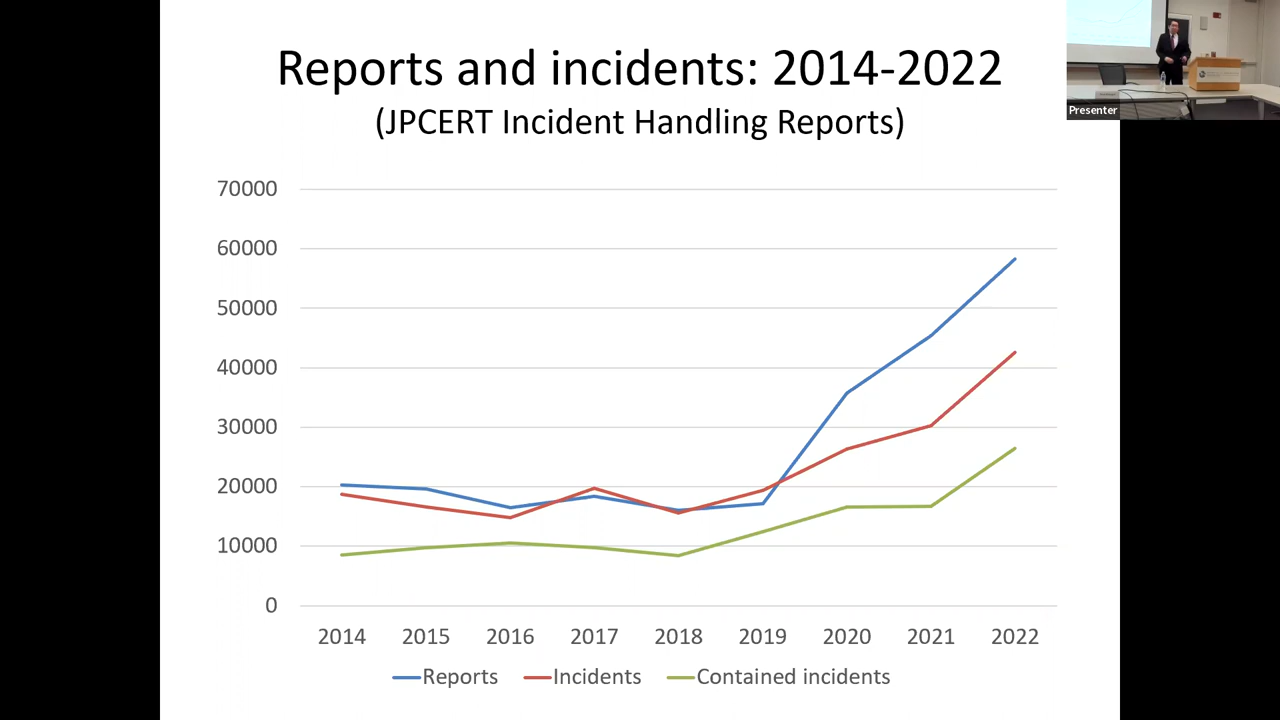 Reports and incidents: 2014-2022
(JPCERT Incident Handling Reports)
Presenter
70000
60000
50000
40000
30000
20000
10000
0
2014 2015 2016 2017 2018 2019 2020 2021 2022
Reports Incidents Contained incidents